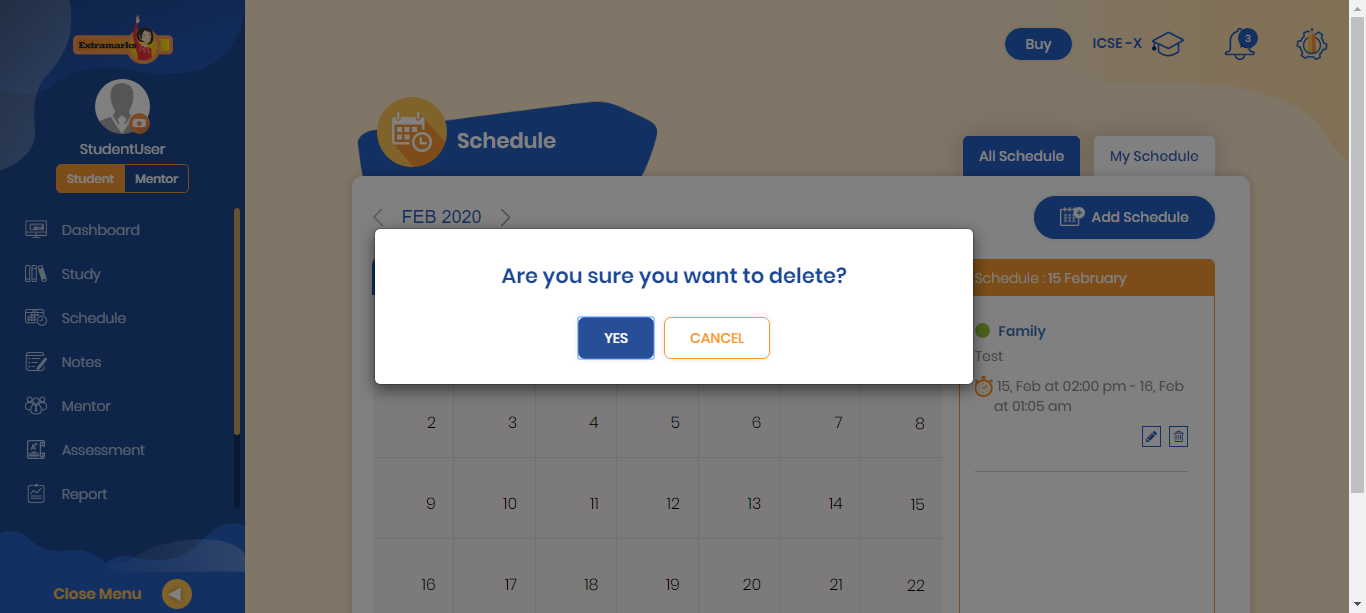 Extramarks
StudentUser
Student Mentor
Dashboard
Study
Schedule
Notes
Mentor
Assessment
Report
Close Menu
Buy
ICSE -X
3
Schedule
All Schedule
My Schedule
FEB 2020
Add Schedule
Are you sure you want to delete?
YES
CANCEL
2 3 4 5 6 7 8
9 10 11 12 13 14 15
16 17 18 19 20 21 22
Schedule : 15 February
Family
Test
15, Feb at 02:00 pm - 16, Feb
at 01:05 am